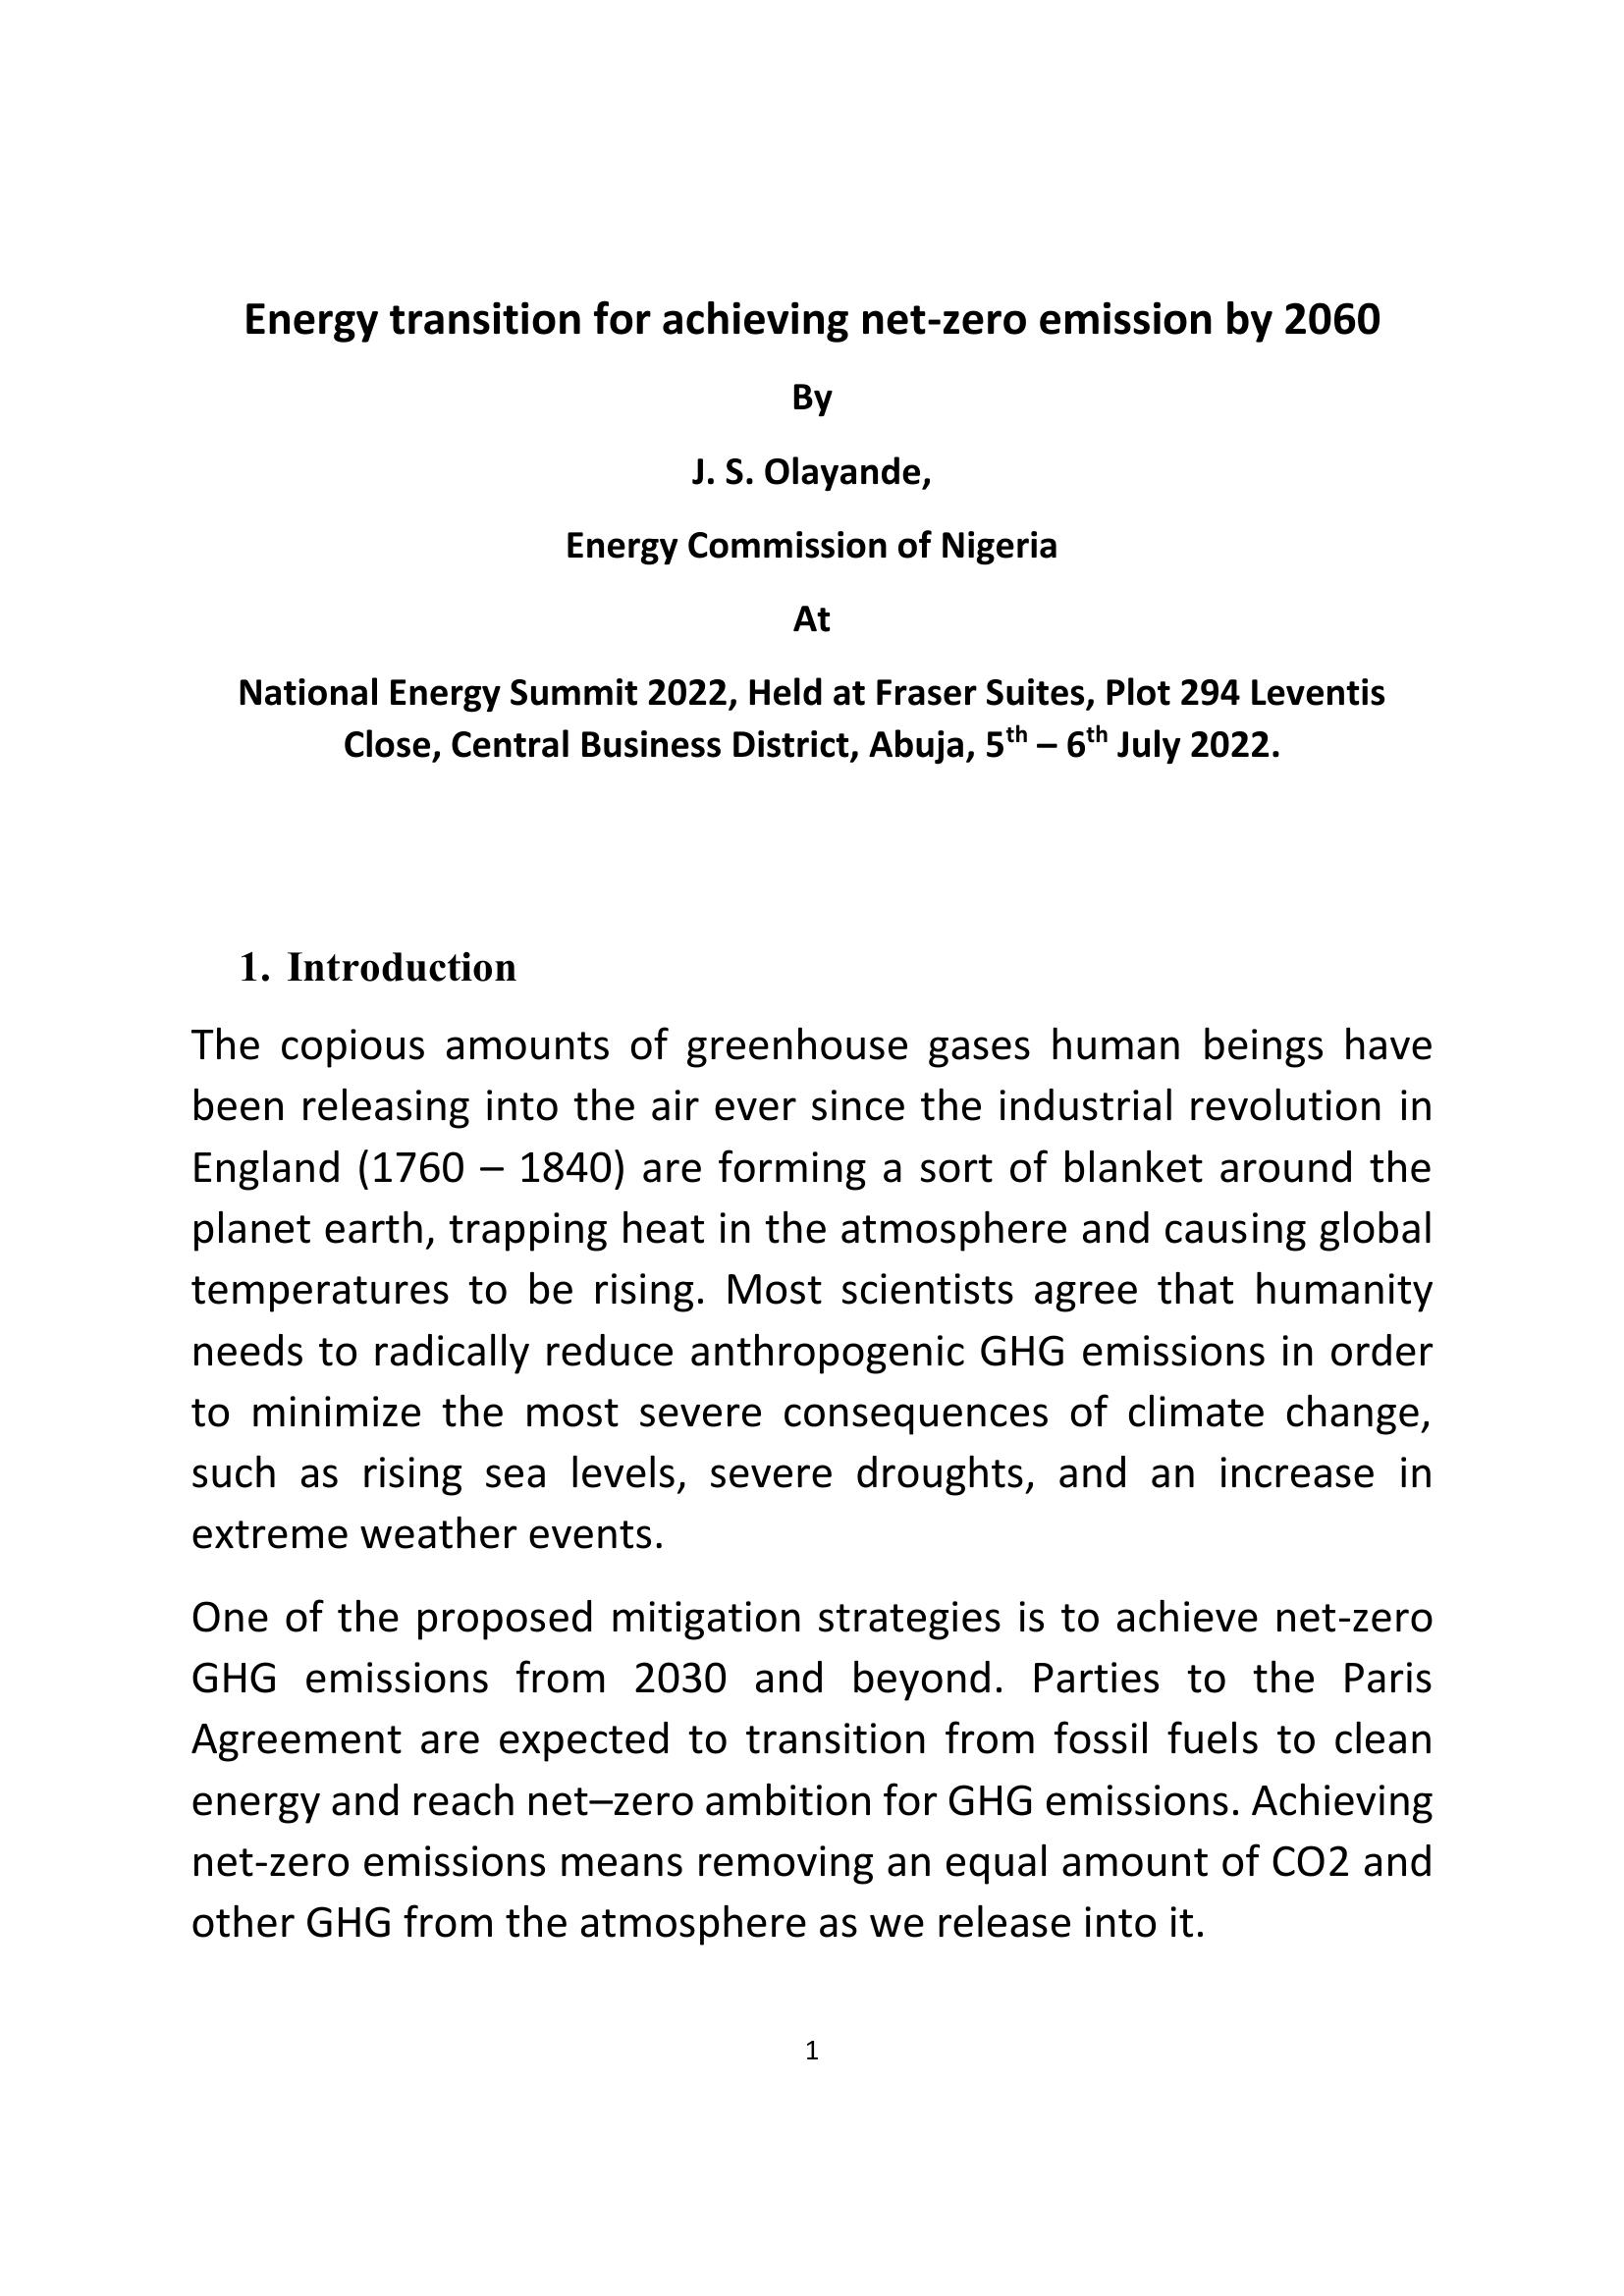 Energy transition for achieving net-zero emission by 2060
By
J. S. Olayande,
Energy Commission of Nigeria
At
National Energy Summit 2022, Held at Fraser Suites, Plot 294 Leventis
Close, Central Business District, Abuja, 5th – 6th July 2022.
1. Introduction
The copious amounts of greenhouse gases human beings have
been releasing into the air ever since the industrial revolution in
England (1760 – 1840) are forming a sort of blanket around the
planet earth, trapping heat in the atmosphere and causing global
temperatures to be rising. Most scientists agree that humanity
needs to radically reduce anthropogenic GHG emissions in order
to minimize the most severe consequences of climate change,
such as rising sea levels, severe droughts, and an increase in
extreme weather events.
One of the proposed mitigation strategies is to achieve net-zero
GHG emissions from 2030 and beyond. Parties to the Paris
Agreement are expected to transition from fossil fuels to clean
energy and reach net–zero ambition for GHG emissions. Achieving
net-zero emissions means removing an equal amount of CO2 and
other GHG from the atmosphere as we release into it.
1